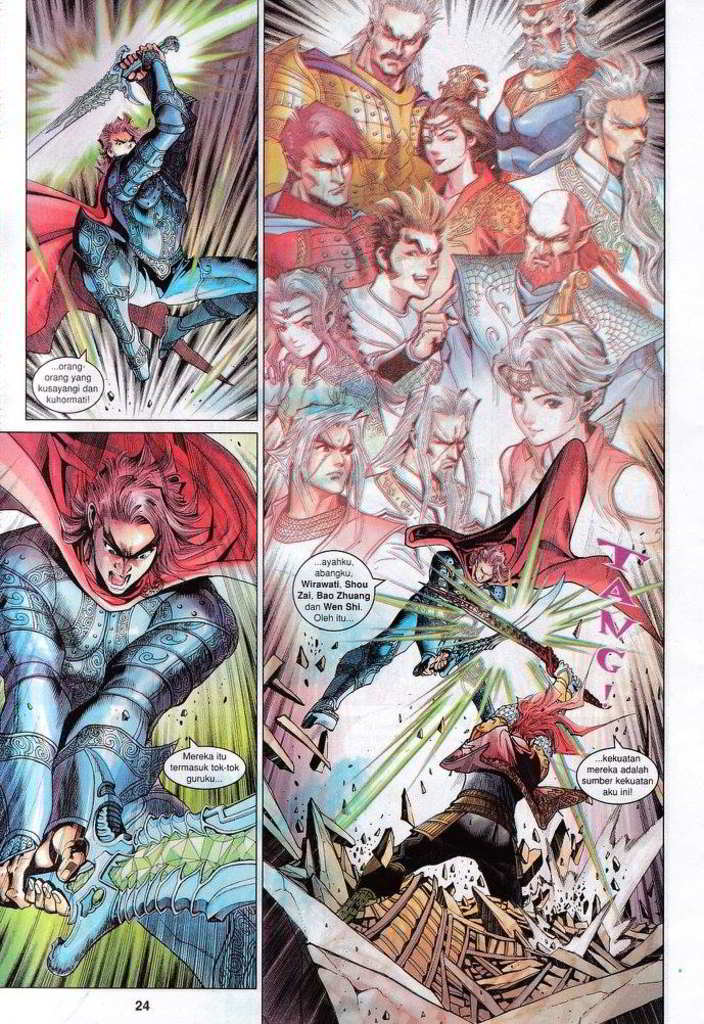 ...orang-
orang yang
kusayangi dan
kuhormati!
Mereka itu
termasuk tok-tok
guruku...
...ayahku,
abangku,
Wirawati, Shou
Zai, Bao Zhuang
dan Wen Shi.
Oleh itu...
TANG!
...kekuatan
mereka adalah
sumber kekuatan
aku ini!
24